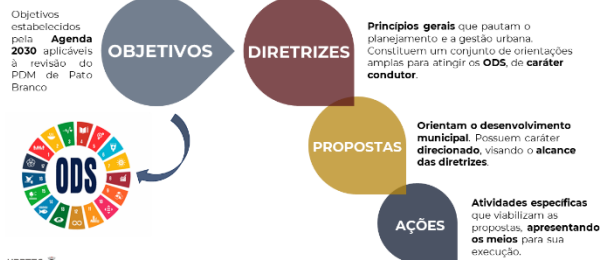 Objetivos
estabelecidos
pela Agenda
2030 aplicáveis
à revisão do
PDM de Pato
Branco
OBJETIVOS
DIRETRIZES
Princípios gerais que pautam o
planejamento e a gestão urbana.
Constituem um conjunto de orientações
amplas para atingir os ODS, de caráter
condutor.
ODS
PROPOSTAS
Orientam o desenvolvimento
municipal. Possuem caráter
direcionado, visando o alcance
das diretrizes.
AÇÕES
Atividades específicas
que viabilizam as
propostas, apresentando
os meios para sua
execução.